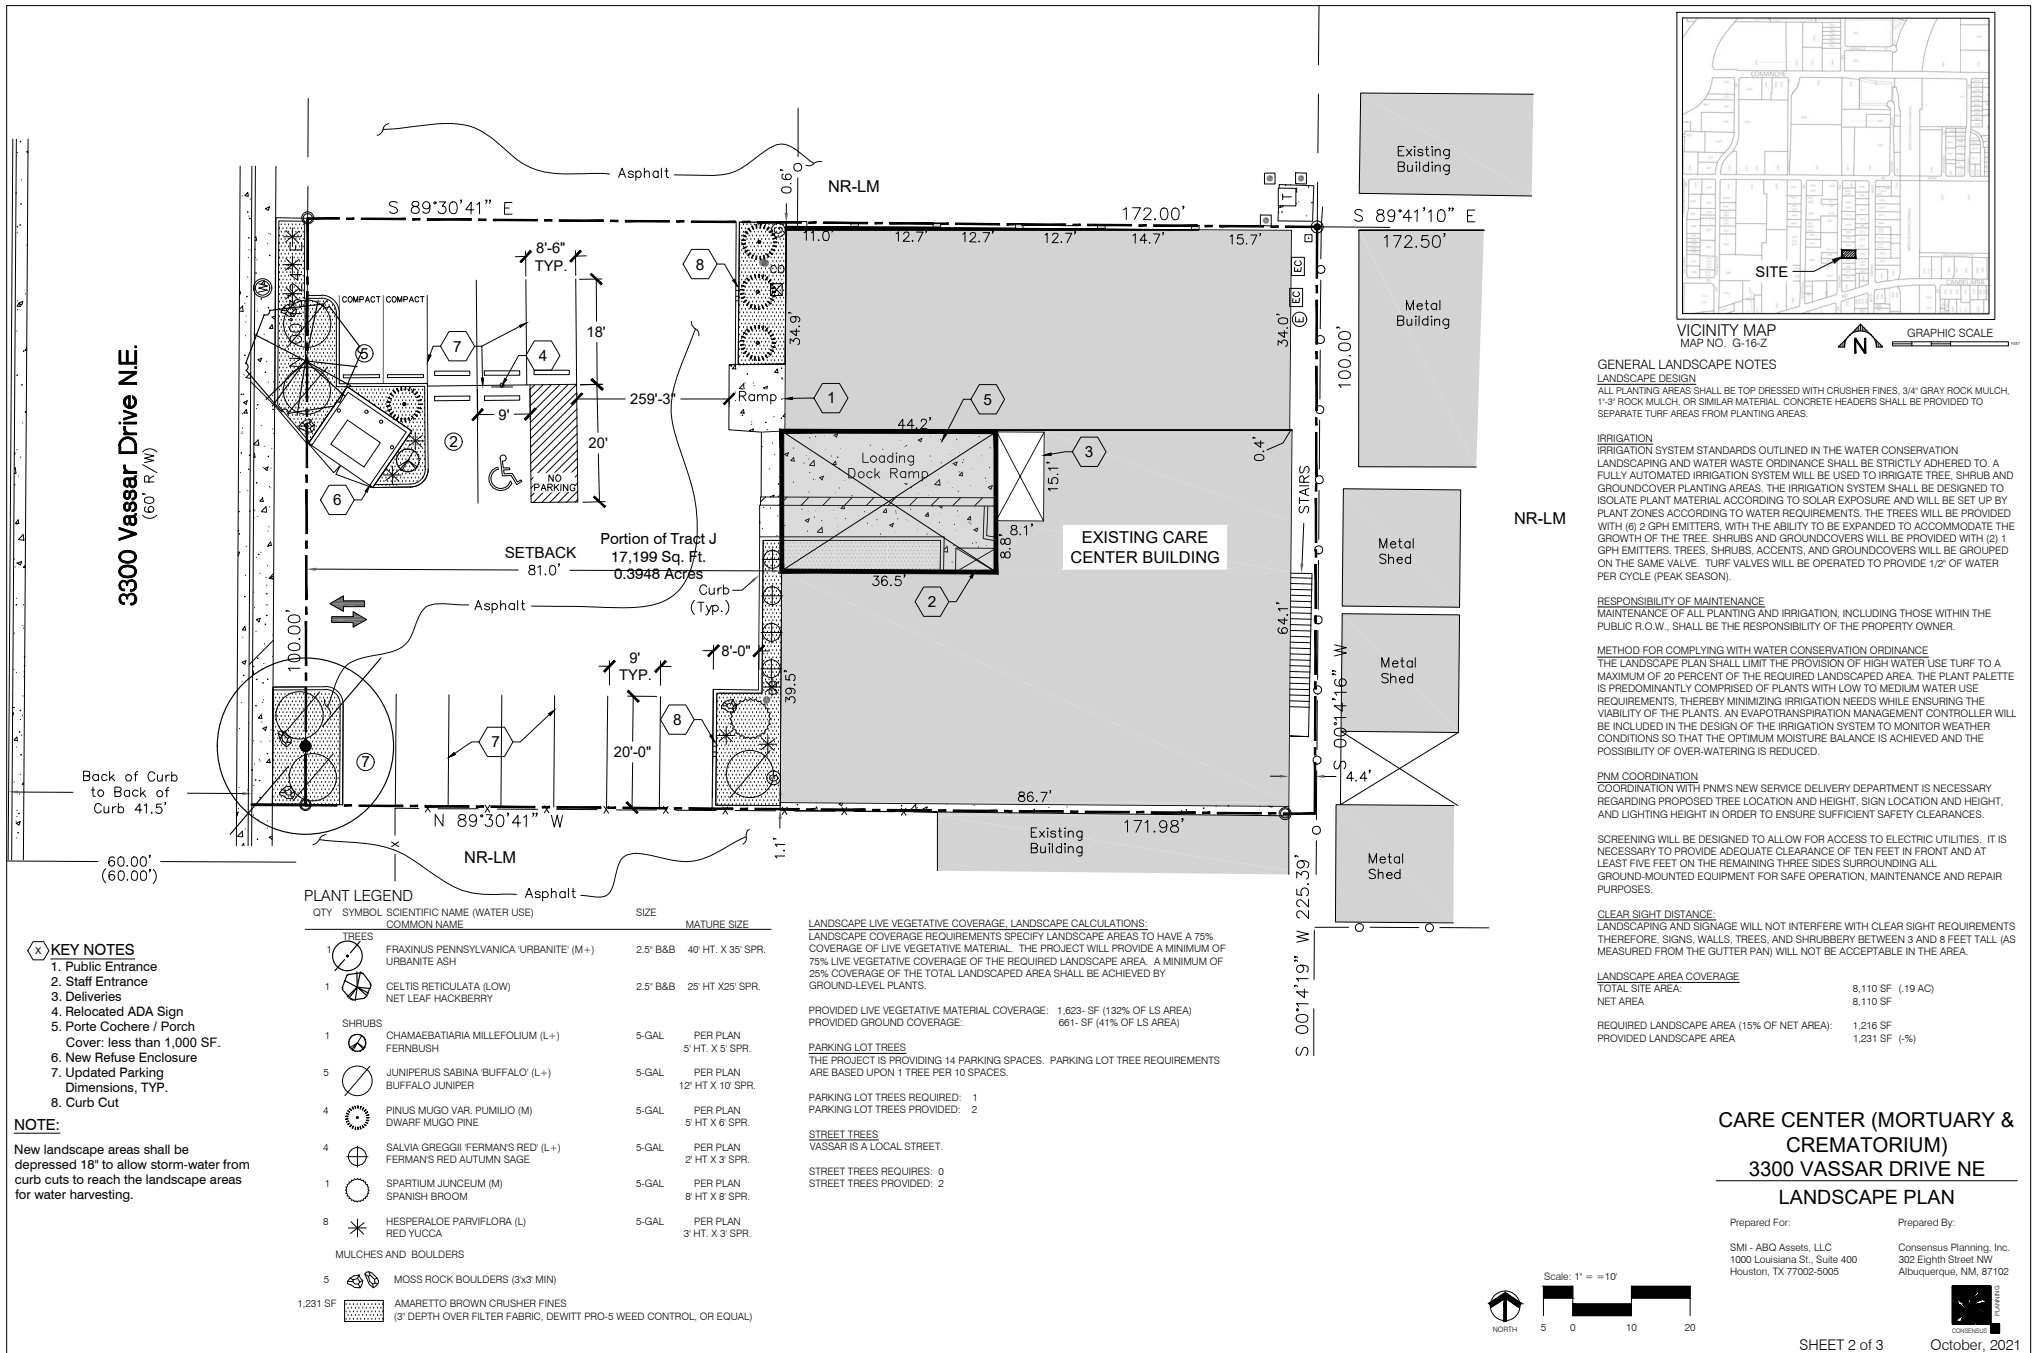 Asphalt
NR-LM
0.6'
S 89°30'41" E
172.00'
S 89°41'10" E
11.0'
12.7'
12.7'
12.7'
14.7'
15.7'
172.50'
8'-6"
TYP.
8
COMPACT
COMPACT
CO
EC
EC
E
T
W
G
18'
34.9'
34.0'
100.00'
5
7
4
259'-3"
Ramp
1
5
9'
44.2'
2
20'
Loading
Dock Ramp
3
0.4'
15.1'
STAIRS
NO
PARKING
6
8.1'
8.8'
EXISTING CARE
CENTER BUILDING
3300 Vassar Drive N.E.
(60' R/W)
Portion of Tract J
17,199 Sq. Ft.
0.3948 Acres
SETBACK
81.0'
36.5'
2
Curb
(Typ.)
Asphalt
100.00'
64.1'
9'
TYP.
8'-0"
39.5'
8
7
20'-0"
7
G
S 00°14'16" W
4.4'
Back of Curb
to Back of
Curb 41.5'
86.7'
N 89°30'41" W
171.98'
1.1'
NR-LM
60.00'
(60.00')
Asphalt
S 00°14'19" W 225.39'
Existing
Building
Metal
Building
NR-LM
Metal
Shed
Metal
Shed
Existing
Building
Metal
Shed
COMANCHE
CANDELARIA
SITE
VICINITY MAP
MAP NO. G-16-Z
N
GRAPHIC SCALE
FEET
GENERAL LANDSCAPE NOTES
LANDSCAPE DESIGN
ALL PLANTING AREAS SHALL BE TOP DRESSED WITH CRUSHER FINES, 3/4" GRAY ROCK MULCH,
1"-3" ROCK MULCH, OR SIMILAR MATERIAL. CONCRETE HEADERS SHALL BE PROVIDED TO
SEPARATE TURF AREAS FROM PLANTING AREAS.
IRRIGATION
IRRIGATION SYSTEM STANDARDS OUTLINED IN THE WATER CONSERVATION
LANDSCAPING AND WATER WASTE ORDINANCE SHALL BE STRICTLY ADHERED TO. A
FULLY AUTOMATED IRRIGATION SYSTEM WILL BE USED TO IRRIGATE TREE, SHRUB AND
GROUNDCOVER PLANTING AREAS. THE IRRIGATION SYSTEM SHALL BE DESIGNED TO
ISOLATE PLANT MATERIAL ACCORDING TO SOLAR EXPOSURE AND WILL BE SET UP BY
PLANT ZONES ACCORDING TO WATER REQUIREMENTS. THE TREES WILL BE PROVIDED
WITH (6) 2 GPH EMITTERS, WITH THE ABILITY TO BE EXPANDED TO ACCOMMODATE THE
GROWTH OF THE TREE. SHRUBS AND GROUNDCOVERS WILL BE PROVIDED WITH (2) 1
GPH EMITTERS. TREES, SHRUBS, ACCENTS, AND GROUNDCOVERS WILL BE GROUPED
ON THE SAME VALVE. TURF VALVES WILL BE OPERATED TO PROVIDE 1/2" OF WATER
PER CYCLE (PEAK SEASON).
RESPONSIBILITY OF MAINTENANCE
MAINTENANCE OF ALL PLANTING AND IRRIGATION, INCLUDING THOSE WITHIN THE
PUBLIC R.O.W., SHALL BE THE RESPONSIBILITY OF THE PROPERTY OWNER.
METHOD FOR COMPLYING WITH WATER CONSERVATION ORDINANCE
THE LANDSCAPE PLAN SHALL LIMIT THE PROVISION OF HIGH WATER USE TURF TO A
MAXIMUM OF 20 PERCENT OF THE REQUIRED LANDSCAPED AREA. THE PLANT PALETTE
IS PREDOMINANTLY COMPRISED OF PLANTS WITH LOW TO MEDIUM WATER USE
REQUIREMENTS, THEREBY MINIMIZING IRRIGATION NEEDS WHILE ENSURING THE
VIABILITY OF THE PLANTS. AN EVAPOTRANSPIRATION MANAGEMENT CONTROLLER WILL
BE INCLUDED IN THE DESIGN OF THE IRRIGATION SYSTEM TO MONITOR WEATHER
CONDITIONS SO THAT THE OPTIMUM MOISTURE BALANCE IS ACHIEVED AND THE
POSSIBILITY OF OVER-WATERING IS REDUCED.
PNM COORDINATION
COORDINATION WITH PNM'S NEW SERVICE DELIVERY DEPARTMENT IS NECESSARY
REGARDING PROPOSED TREE LOCATION AND HEIGHT, SIGN LOCATION AND HEIGHT,
AND LIGHTING HEIGHT IN ORDER TO ENSURE SUFFICIENT SAFETY CLEARANCES.
SCREENING WILL BE DESIGNED TO ALLOW FOR ACCESS TO ELECTRIC UTILITIES. IT IS
NECESSARY TO PROVIDE ADEQUATE CLEARANCE OF TEN FEET IN FRONT AND AT
LEAST FIVE FEET ON THE REMAINING THREE SIDES SURROUNDING ALL
GROUND-MOUNTED EQUIPMENT FOR SAFE OPERATION, MAINTENANCE AND REPAIR
PURPOSES.
CLEAR SIGHT DISTANCE:
LANDSCAPING AND SIGNAGE WILL NOT INTERFERE WITH CLEAR SIGHT REQUIREMENTS
THEREFORE, SIGNS, WALLS, TREES, AND SHRUBBERY BETWEEN 3 AND 8 FEET TALL (AS
MEASURED FROM THE GUTTER PAN) WILL NOT BE ACCEPTABLE IN THE AREA.
LANDSCAPE AREA COVERAGE
TOTAL SITE AREA: 8,110 SF (.19 AC)
NET AREA 8,110 SF
REQUIRED LANDSCAPE AREA (15% OF NET AREA): 1,216 SF
PROVIDED LANDSCAPE AREA 1,231 SF (-%)
X KEY NOTES
1. Public Entrance
2. Staff Entrance
3. Deliveries
4. Relocated ADA Sign
5. Porte Cochere / Porch
Cover: less than 1,000 SF.
6. New Refuse Enclosure
7. Updated Parking
Dimensions, TYP.
8. Curb Cut
NOTE:
New landscape areas shall be
depressed 18" to allow storm-water from
curb cuts to reach the landscape areas
for water harvesting.
PLANT LEGEND
QTY SYMBOL SCIENTIFIC NAME (WATER USE) SIZE
COMMON NAME MATURE SIZE
TREES
1 FRAXINUS PENNSYLVANICA 'URBANITE' (M+) 2.5" B&B 40' HT. X 35' SPR.
URBANITE ASH
1 CELTIS RETICULATA (LOW) 2.5" B&B 25' HT X25' SPR.
NET LEAF HACKBERRY
SHRUBS
1 CHAMAEBATIARIA MILLEFOLIUM (L+) 5-GAL PER PLAN
FERNBUSH 5' HT. X 5' SPR.
5 JUNIPERUS SABINA 'BUFFALO' (L+) 5-GAL PER PLAN
BUFFALO JUNIPER 12" HT X 10' SPR.
4 PINUS MUGO VAR. PUMILIO (M) 5-GAL PER PLAN
DWARF MUGO PINE 5' HT X 6' SPR.
4 SALVIA GREGGII 'FERMAN'S RED' (L+) 5-GAL PER PLAN
FERMAN'S RED AUTUMN SAGE 2' HT X 3' SPR.
1 SPARTIUM JUNCEUM (M) 5-GAL PER PLAN
SPANISH BROOM 8' HT X 8' SPR.
8 HESPERALOE PARVIFLORA (L) 5-GAL PER PLAN
RED YUCCA 3' HT. X 3' SPR.
MULCHES AND BOULDERS
5 MOSS ROCK BOULDERS (3'x3' MIN)
1,231 SF AMARETTO BROWN CRUSHER FINES
(3" DEPTH OVER FILTER FABRIC, DEWITT PRO-5 WEED CONTROL, OR EQUAL)
LANDSCAPE LIVE VEGETATIVE COVERAGE, LANDSCAPE CALCULATIONS:
LANDSCAPE COVERAGE REQUIREMENTS SPECIFY LANDSCAPE AREAS TO HAVE A 75%
COVERAGE OF LIVE VEGETATIVE MATERIAL. THE PROJECT WILL PROVIDE A MINIMUM OF
75% LIVE VEGETATIVE COVERAGE OF THE REQUIRED LANDSCAPE AREA. A MINIMUM OF
25% COVERAGE OF THE TOTAL LANDSCAPED AREA SHALL BE ACHIEVED BY
GROUND-LEVEL PLANTS.
PROVIDED LIVE VEGETATIVE MATERIAL COVERAGE: 1,623- SF (132% OF LS AREA)
PROVIDED GROUND COVERAGE: 661- SF (41% OF LS AREA)
PARKING LOT TREES
THE PROJECT IS PROVIDING 14 PARKING SPACES. PARKING LOT TREE REQUIREMENTS
ARE BASED UPON 1 TREE PER 10 SPACES.
PARKING LOT TREES REQUIRED: 1
PARKING LOT TREES PROVIDED: 2
STREET TREES
VASSAR IS A LOCAL STREET.
STREET TREES REQUIRES: 0
STREET TREES PROVIDED: 2
CARE CENTER (MORTUARY &
CREMATORIUM)
3300 VASSAR DRIVE NE
LANDSCAPE PLAN
Prepared For: Prepared By:
SMI - ABQ Assets, LLC Consensus Planning, Inc.
1000 Louisiana St., Suite 400 302 Eighth Street NW
Houston, TX 77002-5005 Albuquerque, NM, 87102
Scale: 1" = =10'
NORTH
5 0 10 20
PLANNING
CONSENSUS
SHEET 2 of 3 October, 2021